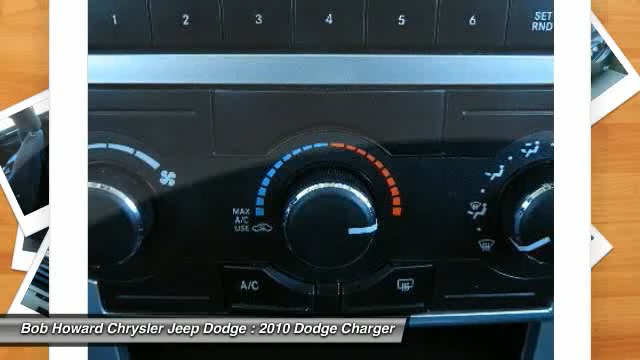 1 2 3 4 5 6 SET
RND
MAX
A/C
USE
A/C
Bob Howard Chrysler Jeep Dodge : 2010 Dodge Charger